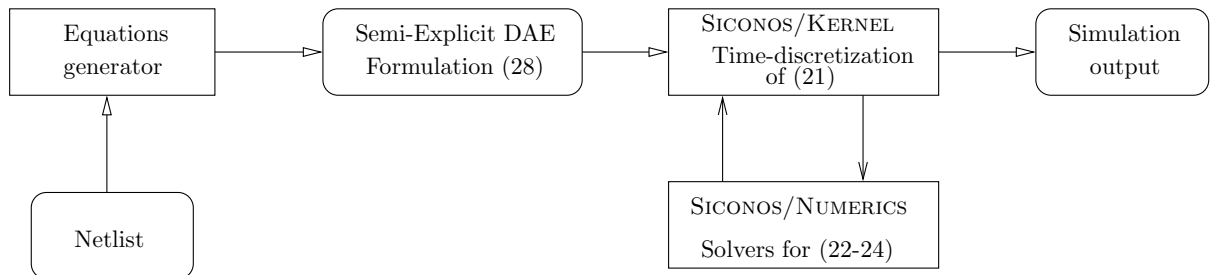 Equations
generator
Semi-Explicit DAE
Formulation (28)
SICONOS/KERNEL
Time-discretization
of (21)
Simulation
output
Netlist
SICONOS/NUMERICS
Solvers for (22-24)